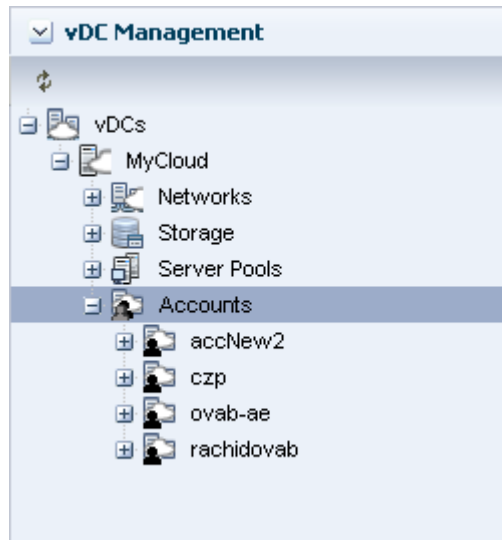 vDC Management
vDCs
MyCloud
Networks
Storage
Server Pools
Accounts
accNew2
czp
ovab-ae
rachidovab